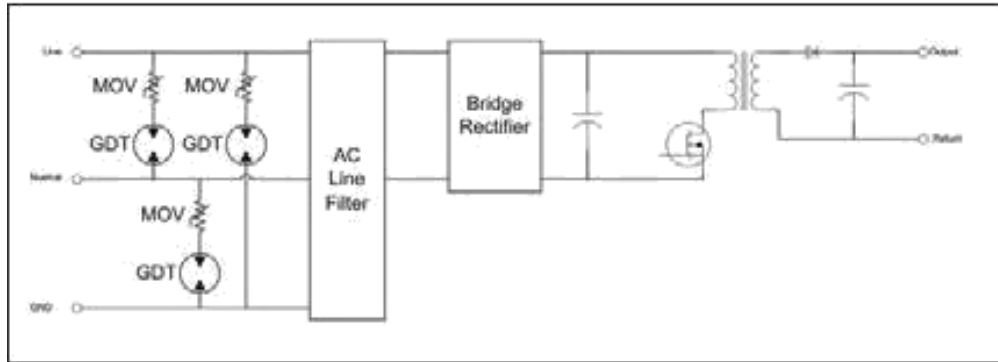 Line
MOV
MOV
GDT
GDT
Neutral
MOV
GDT
GND
AC
Line
Filter
Bridge
Rectifier
Output
Return